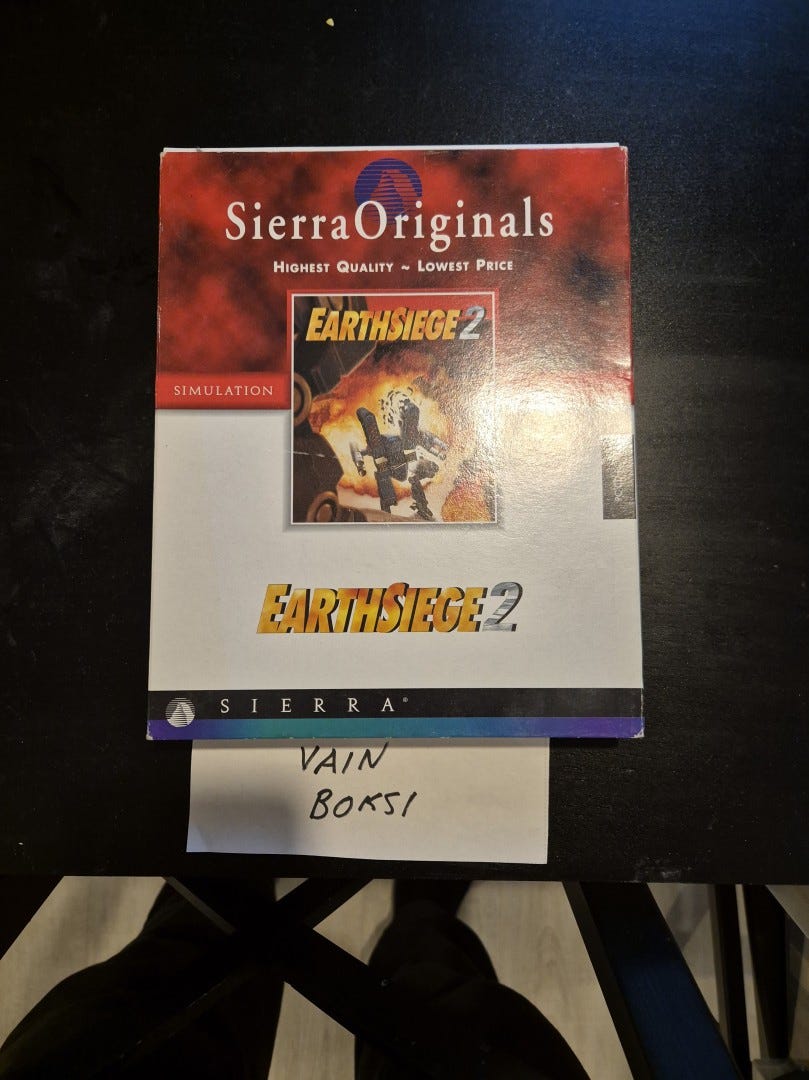 SierraOriginals
HIGHEST QUALITY ~ LOWEST PRICE
EARTHSIEGE 2
SIMULATION
EARTHSIEGE 2
SIERRA®
VAIN
BOKSI